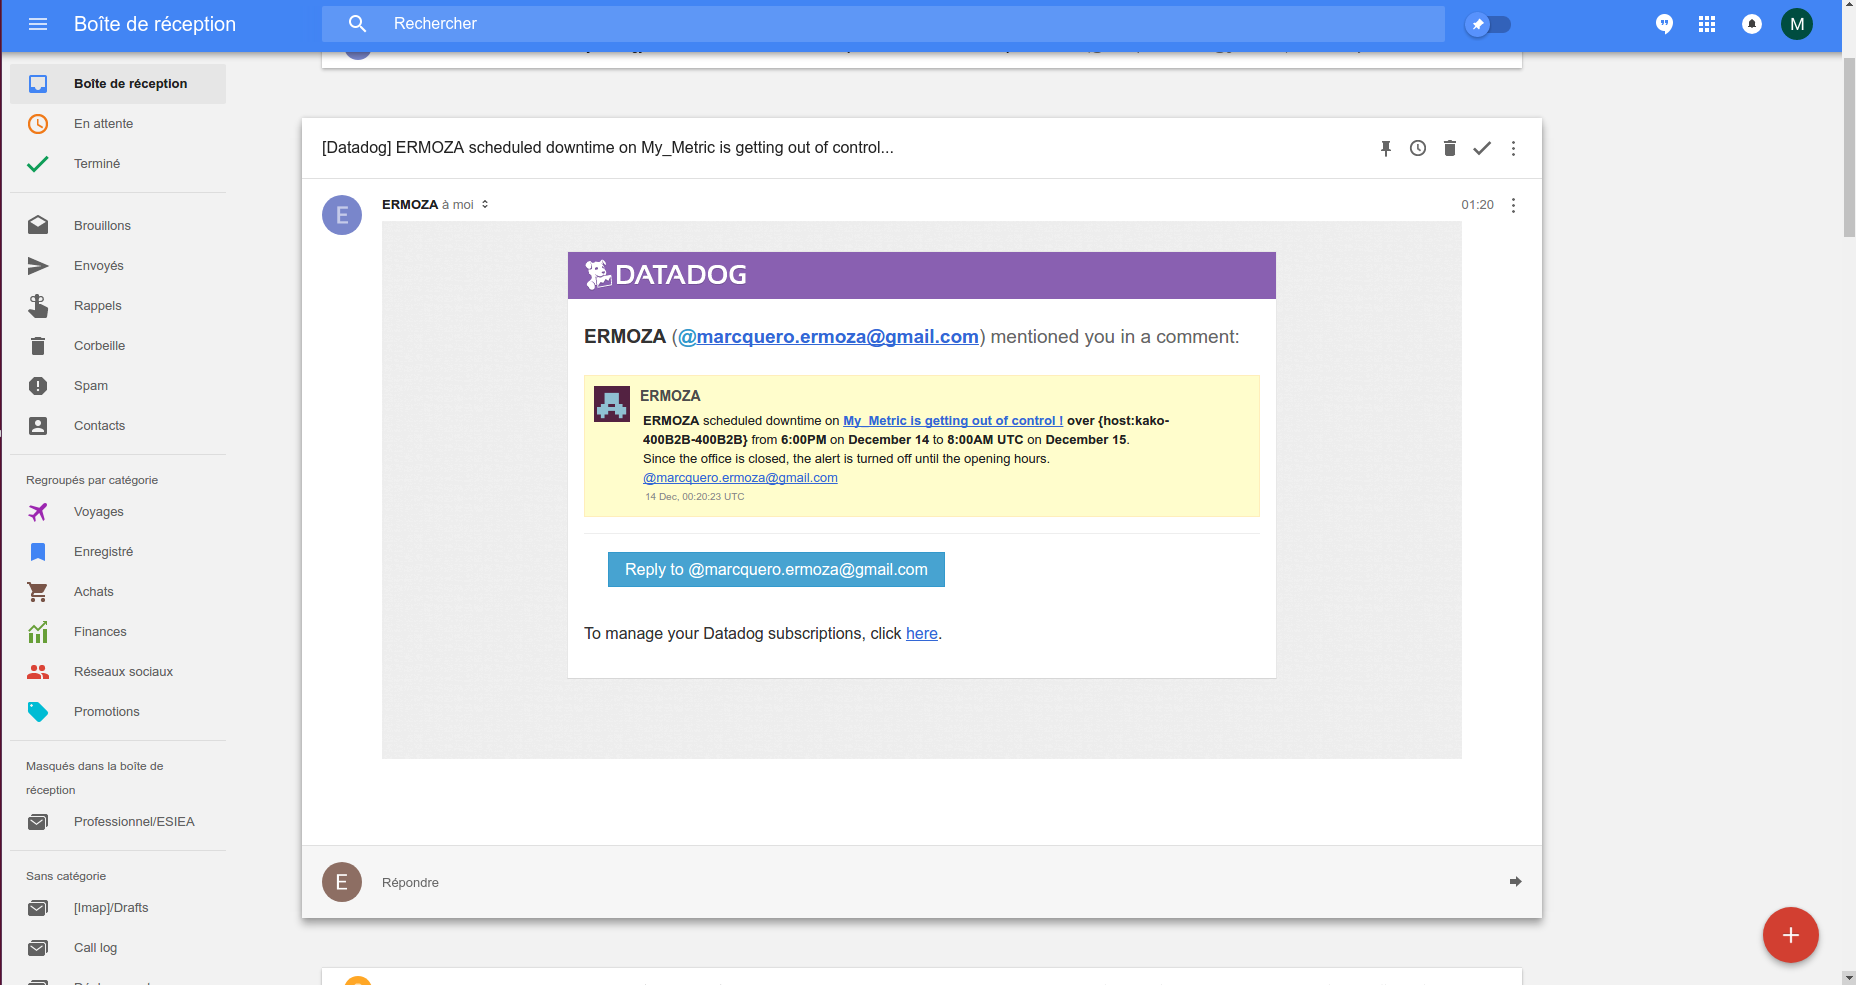 Boîte de réception
Rechercher
M
Boîte de réception
En attente
Terminé
Brouillons
Envoyés
Rappels
Corbeille
Spam
Contacts
Regroupés par catégorie
Voyages
Enregistré
Achats
Finances
Réseaux sociaux
Promotions
Masqués dans la boîte de
réception
Professionnel/ESIEA
Sans catégorie
[Imap]/Drafts
Call log
[Datadog] ERMOZA scheduled downtime on My_Metric is getting out of control...
E
ERMOZA à moi
01:20
DATADOG
ERMOZA (@marcquero.ermoza@gmail.com) mentioned you in a comment:
ERMOZA
ERMOZA scheduled downtime on My_Metric is getting out of control ! over {host:kako-
400B2B-400B2B} from 6:00PM on December 14 to 8:00AM UTC on December 15.
Since the office is closed, the alert is turned off until the opening hours.
@marcquero.ermoza@gmail.com
14 Dec, 00:20:23 UTC
Reply to @marcquero.ermoza@gmail.com
To manage your Datadog subscriptions, click here.
E
Répondre